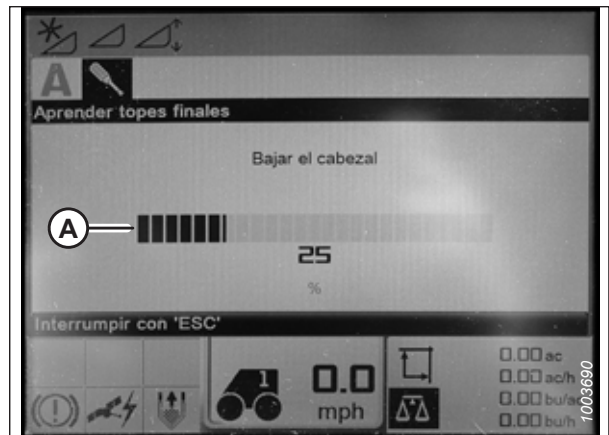 A
Aprender topes finales
Bajar el cabezal
A
25
%
Interrumpir con 'ESC'
1
0.0
mph
0.00 ac
0.00 ac/h
0.00 bu/ac
0.00 bu/h
1003690